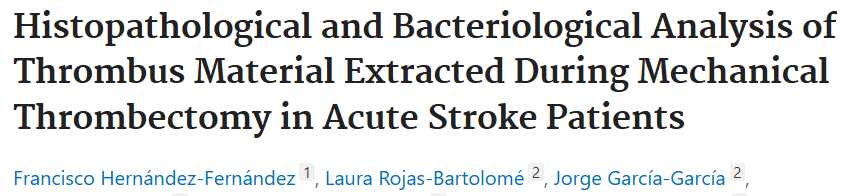 Histopathological and Bacteriological Analysis of
Thrombus Material Extracted During Mechanical
Thrombectomy in Acute Stroke Patients
Francisco Hernández-Fernández 1, Laura Rojas-Bartolomé 2, Jorge García-García 2,